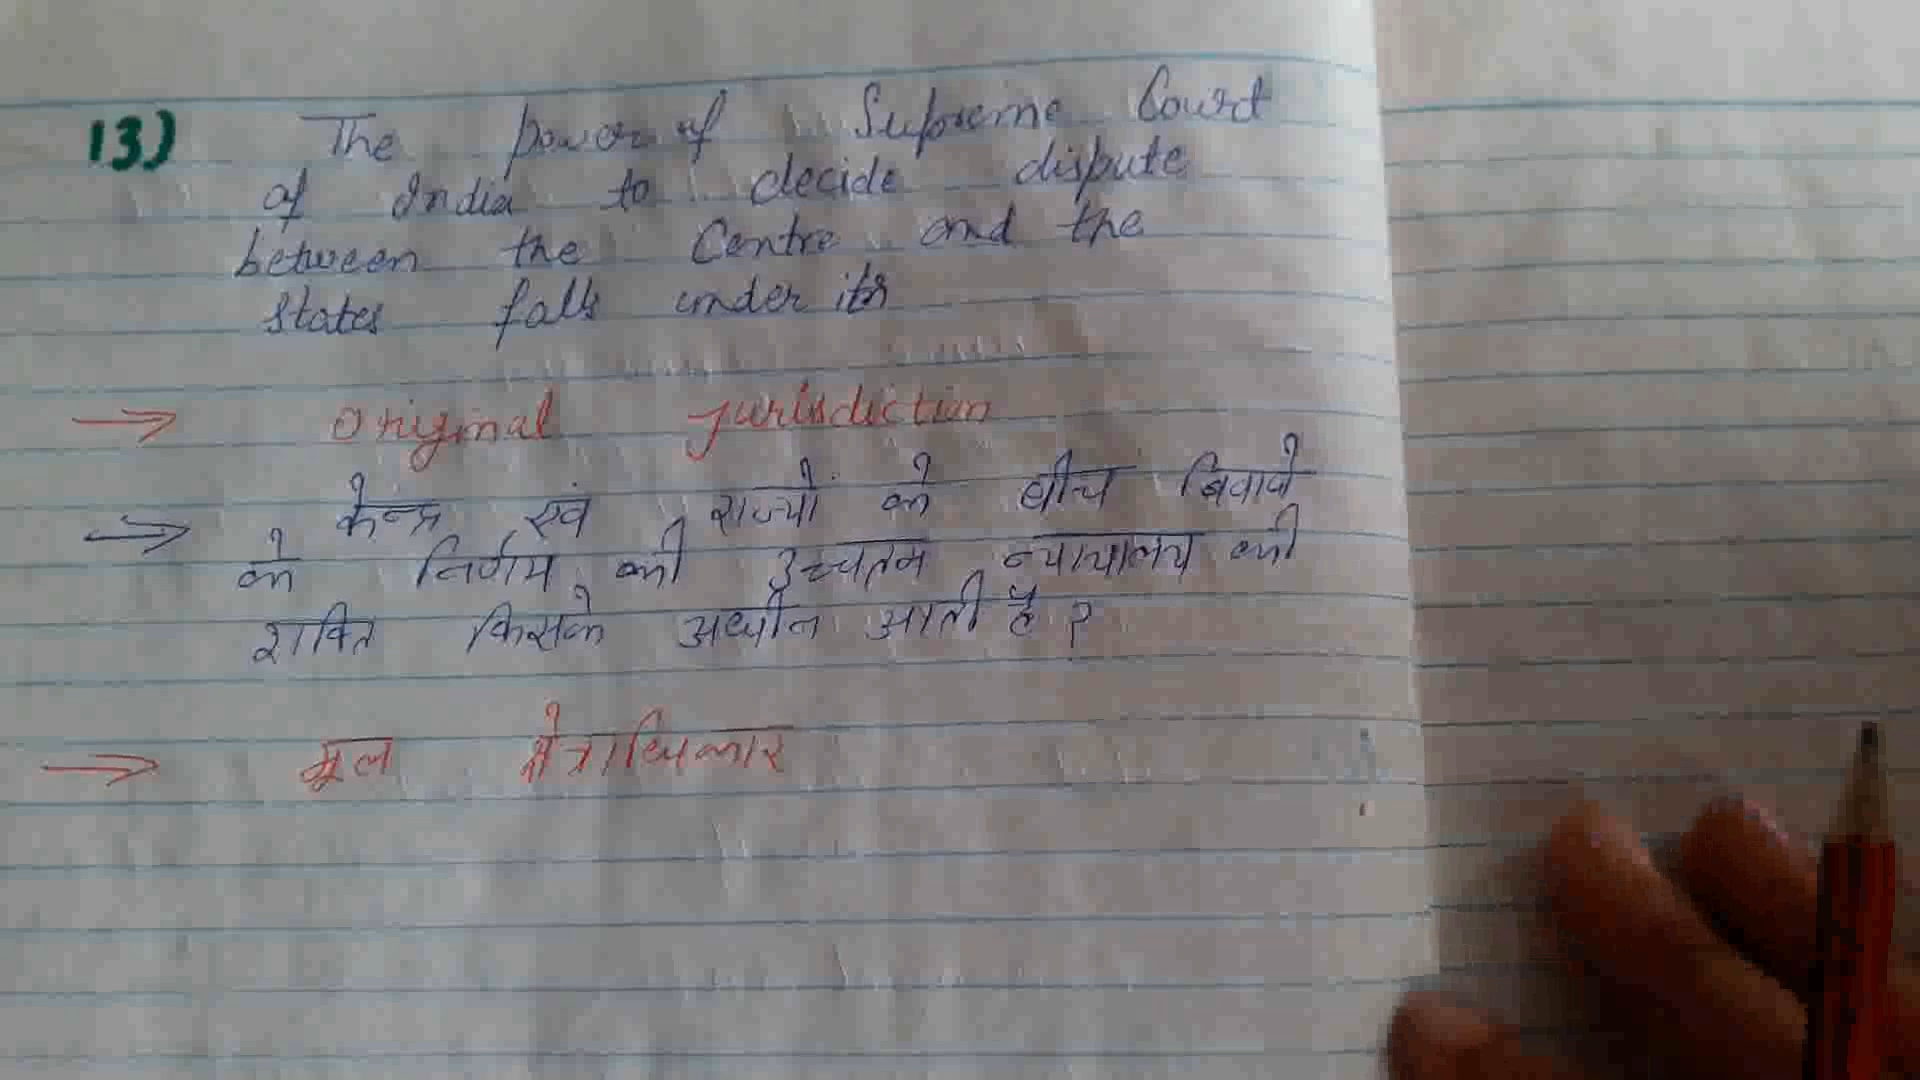 13) The power of Supreme Court
of India to decide dispute
between the Centre and the
states falls under its
→ Original jurisdiction
→ केन्द्र एवं राज्यों के बीच विवादों
के निर्णय की उच्चतम न्यायालय की
शक्ति किसके अधीन आती है ?
→ मूल क्षेत्राधिकार